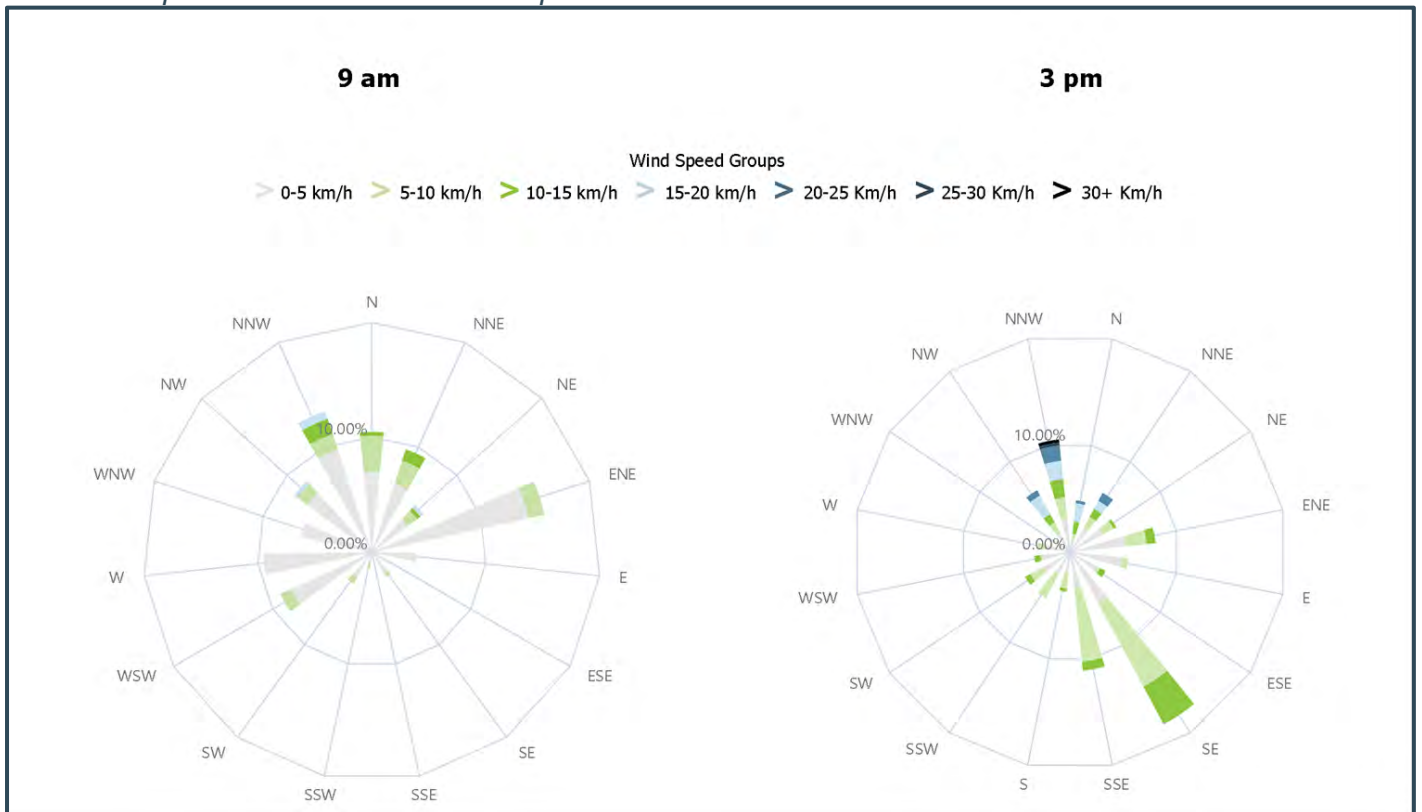 9 am
3 pm
Wind Speed Groups
> 0-5 km/h > 5-10 km/h > 10-15 km/h > 15-20 km/h > 20-25 Km/h > 25-30 Km/h > 30+ Km/h
N
NNW
NNE
NW
NE
WNW
ENE
W
E
WSW
ESE
SW
SE
SSW
SSE
10.00%
0.00%
NNW
N
NW
NNE
WNW
NE
W
ENE
WSW
E
SW
ESE
SSW
SE
S
SSE
10.00%
0.00%